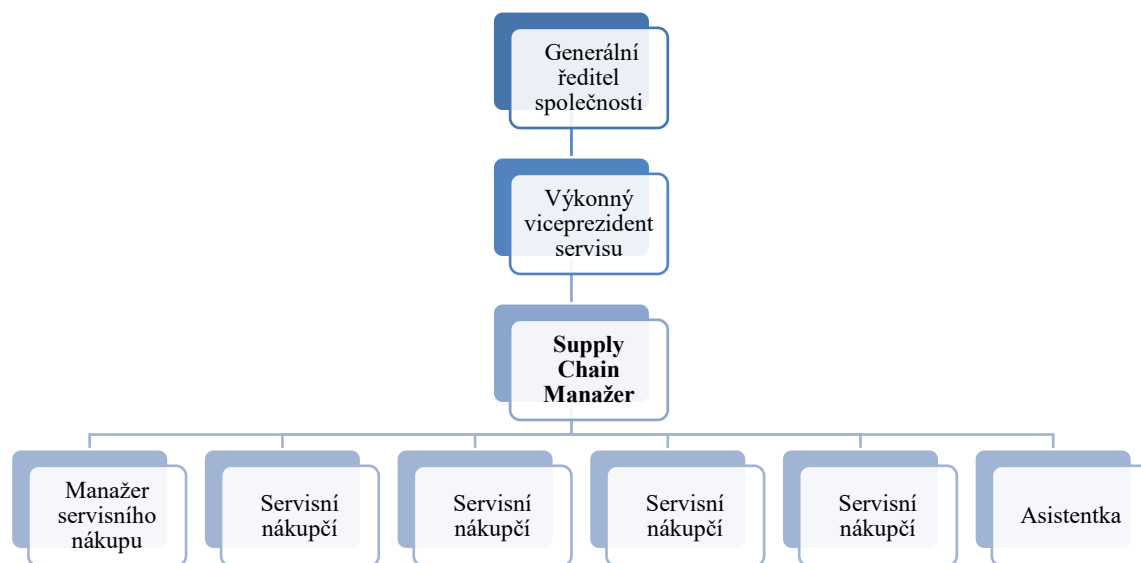 Generální
ředitel
společnosti
Výkonný
viceprezident
servisu
Supply
Chain
Manažer
Manažer
servisního
nákupu
Servisní
nákupčí
Servisní
nákupčí
Servisní
nákupčí
Servisní
nákupčí
Asistentka